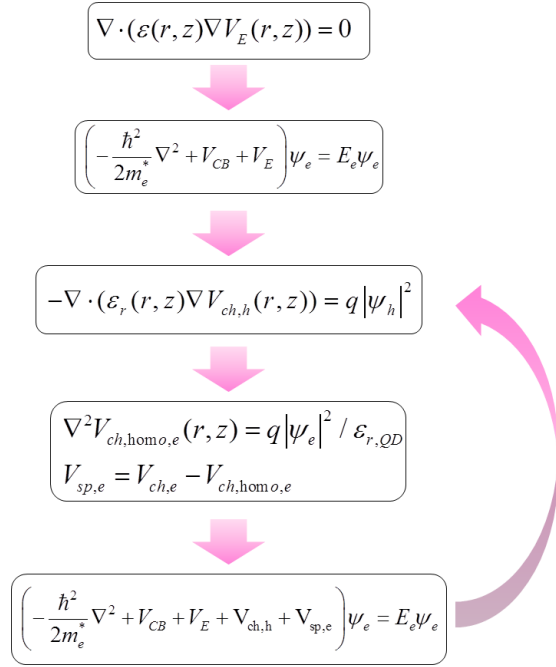 ∇·(ε(r,z)∇V_E(r,z))=0
(-ħ²/2m_e^* ∇² + V_CB + V_E)ψ_e = E_eψ_e
-∇·(ε_r(r,z)∇V_ch,h(r,z)) = q|ψ_h|²
∇²V_ch,homo,e(r,z) = q|ψ_e|² / ε_r,QD
V_sp,e = V_ch,e − V_ch,homo,e
(-ħ²/2m_e^* ∇² + V_CB + V_E + V_ch,h + V_sp,e)ψ_e = E_eψ_e